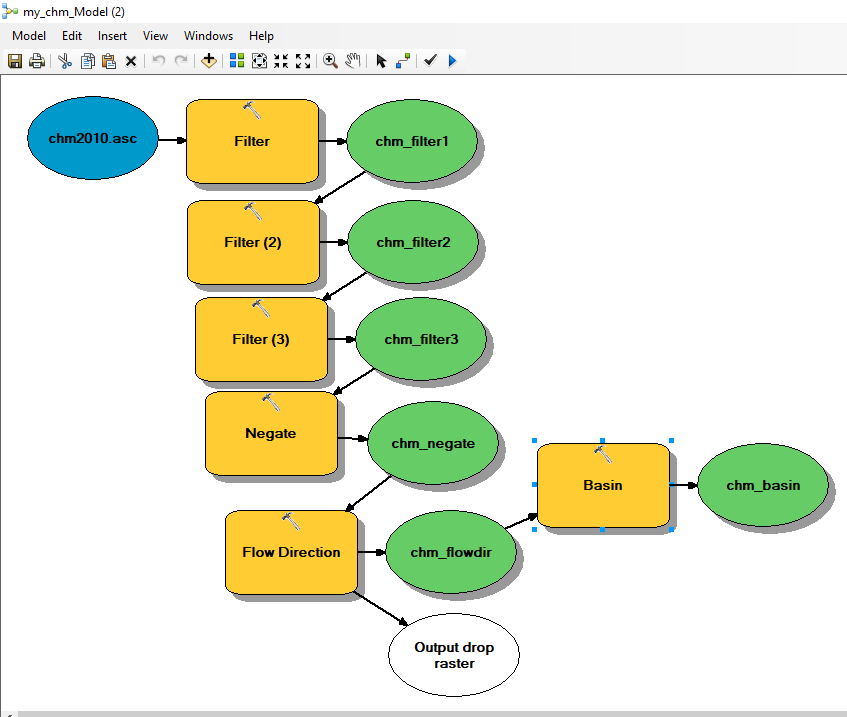 my_chm_Model (2)
Model Edit Insert View Windows Help
chm2010.asc
Filter
chm_filter1
Filter (2)
chm_filter2
Filter (3)
chm_filter3
Negate
chm_negate
Basin
chm_basin
Flow Direction
chm_flowdir
Output drop
raster